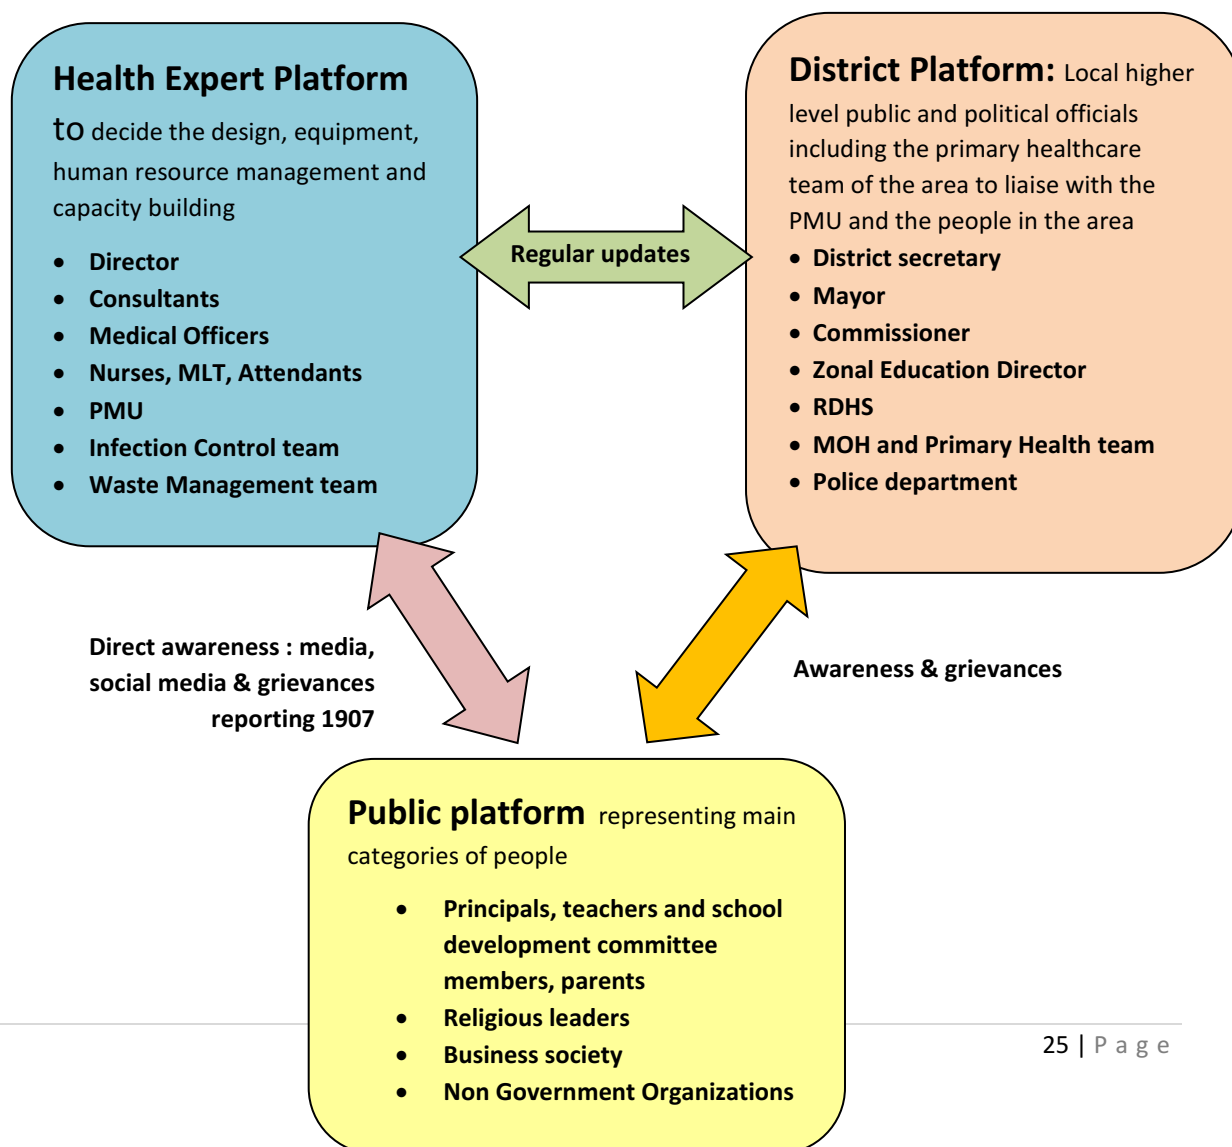 Health Expert Platform
to decide the design, equipment,
human resource management and
capacity building
• Director
• Consultants
• Medical Officers
• Nurses, MLT, Attendants
• PMU
• Infection Control team
• Waste Management team
Regular updates
District Platform: Local higher
level public and political officials
including the primary healthcare
team of the area to liaise with the
PMU and the people in the area
• District secretary
• Mayor
• Commissioner
• Zonal Education Director
• RDHS
• MOH and Primary Health team
• Police department
Direct awareness : media,
social media & grievances
reporting 1907
Awareness & grievances
Public platform representing main
categories of people
• Principals, teachers and school
development committee
members, parents
• Religious leaders
• Business society
• Non Government Organizations
25 | P a g e